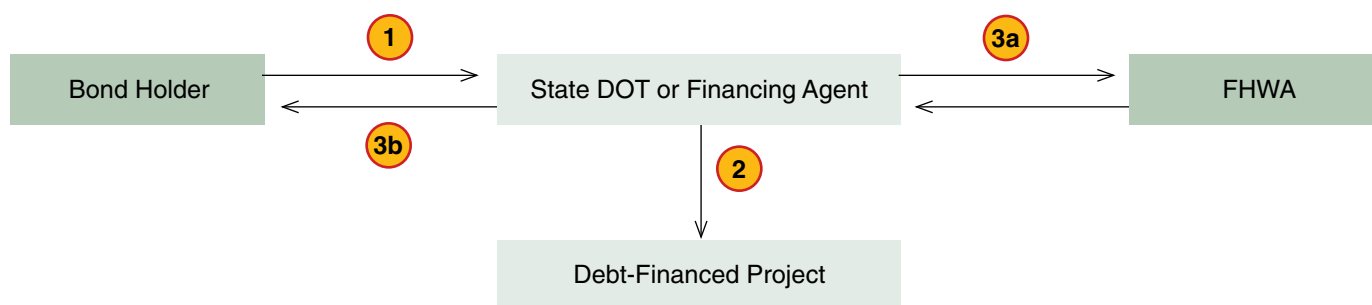 1
3a
Bond Holder
State DOT or Financing Agent
FHWA
3b
2
Debt-Financed Project